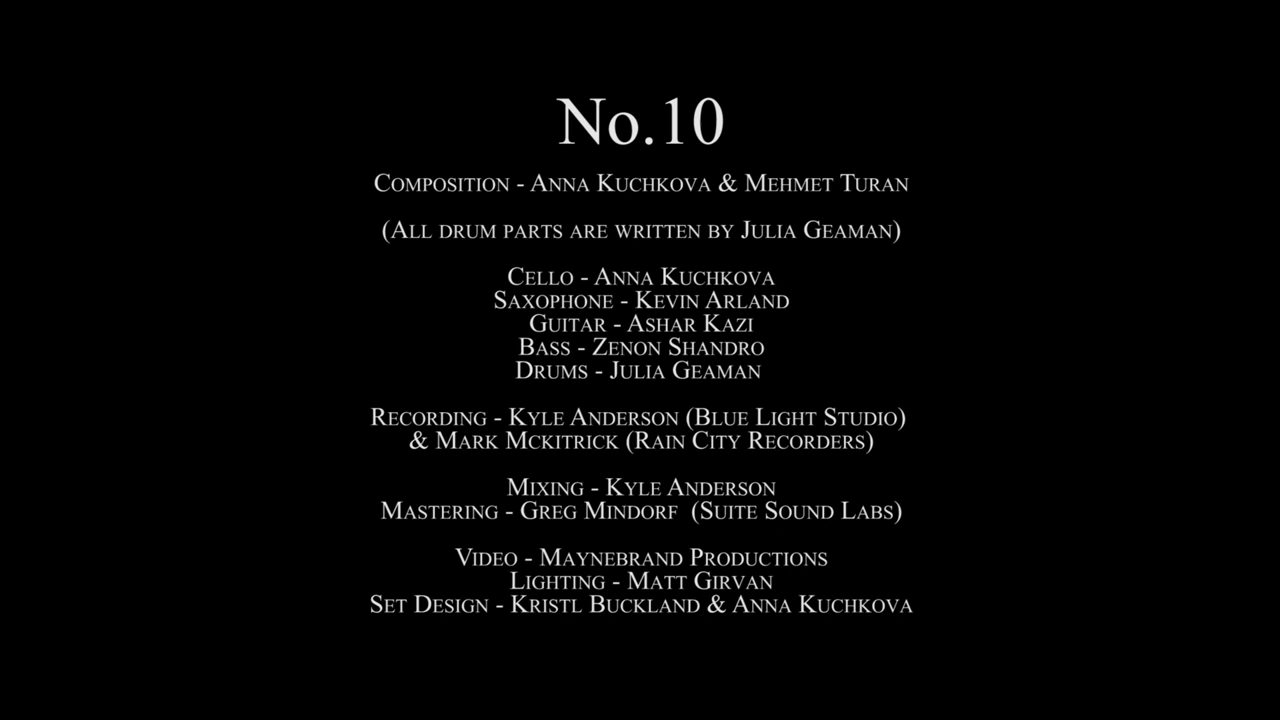 No.10
Composition - Anna Kuchkova & Mehmet Turan
(All drum parts are written by Julia Geaman)
Cello - Anna Kuchkova
Saxophone - Kevin Arland
Guitar - Ashar Kazi
Bass - Zenon Shandro
Drums - Julia Geaman
Recording - Kyle Anderson (Blue Light Studio)
& Mark Mckitrick (Rain City Recorders)
Mixing - Kyle Anderson
Mastering - Greg Mindorf (Suite Sound Labs)
Video - Maynebrand Productions
Lighting - Matt Girvan
Set Design - Kristl Buckland & Anna Kuchkova